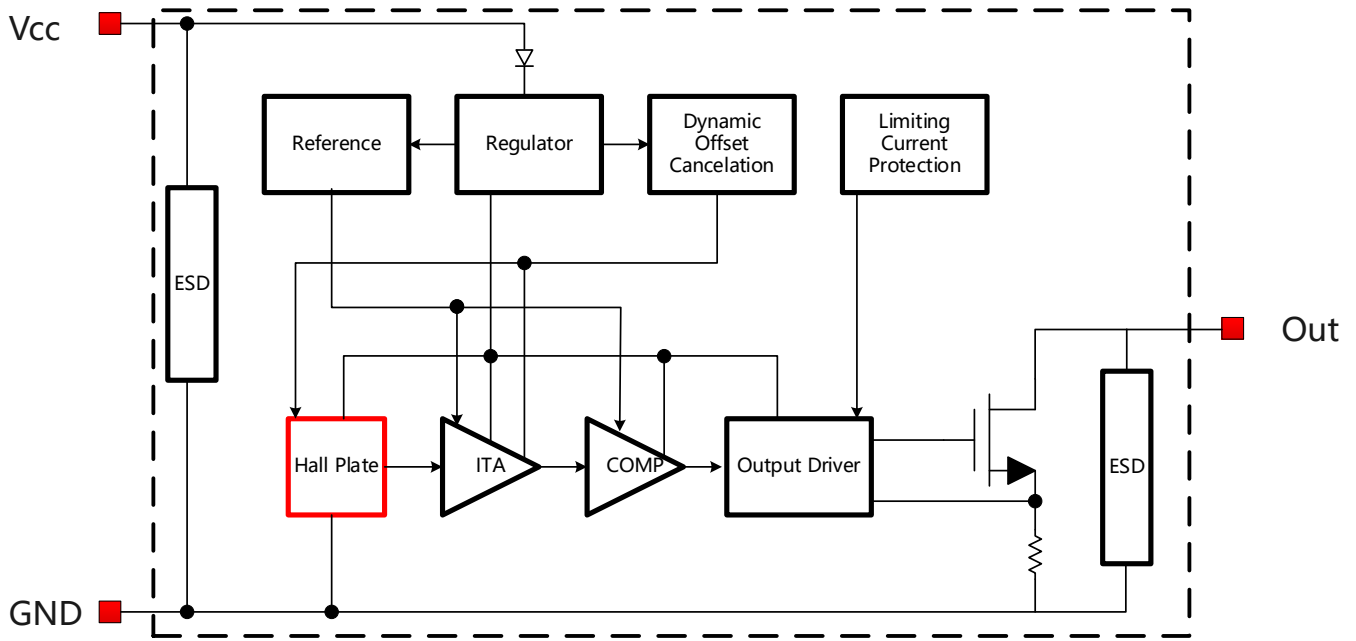 Vcc
Reference
Regulator
Dynamic
Offset
Cancelation
Limiting
Current
Protection
ESD
Out
Hall Plate
ITA
COMP
Output Driver
ESD
GND